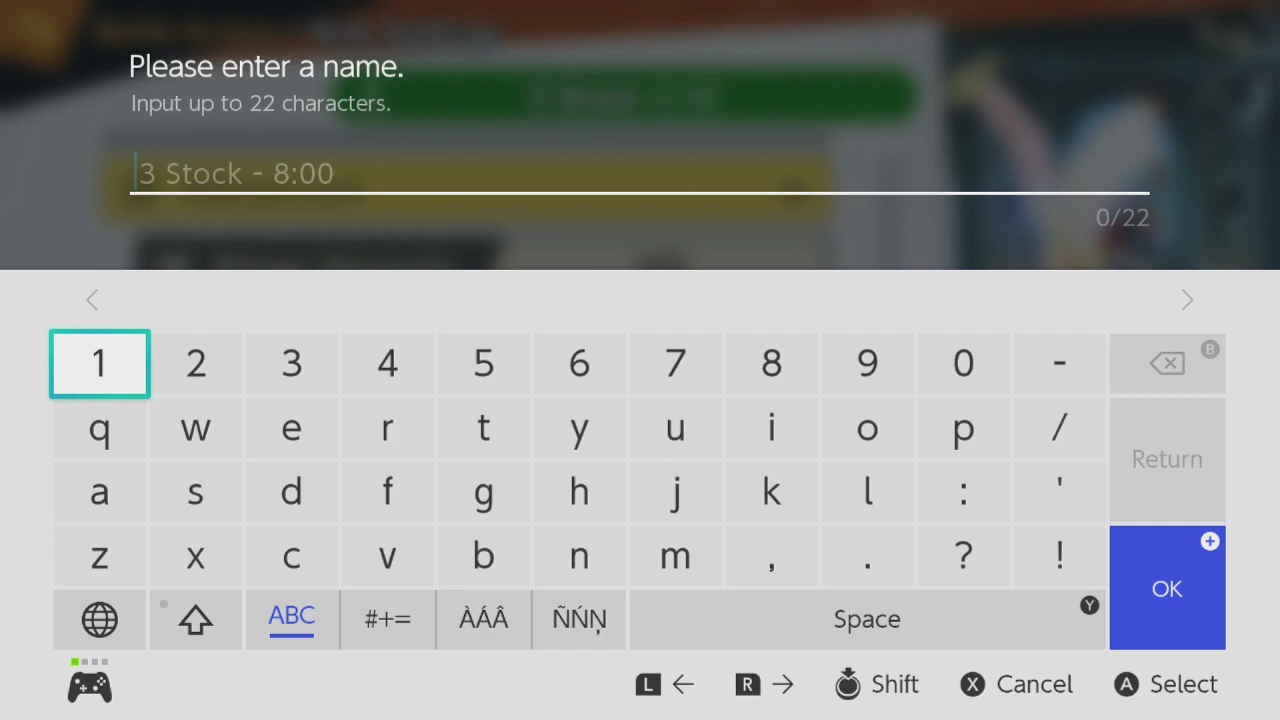 Please enter a name.
Input up to 22 characters.
3 Stock - 8:00
0/22
1 2 3 4 5 6 7 8 9 0 - B
q w e r t y u i o p /
Return
a s d f g h j k l : '
z x c v b n m , . ? ! +
OK
ABC #+= ÀÁÂ ÑŃŅ Space Y
L ← R → Shift X Cancel A Select